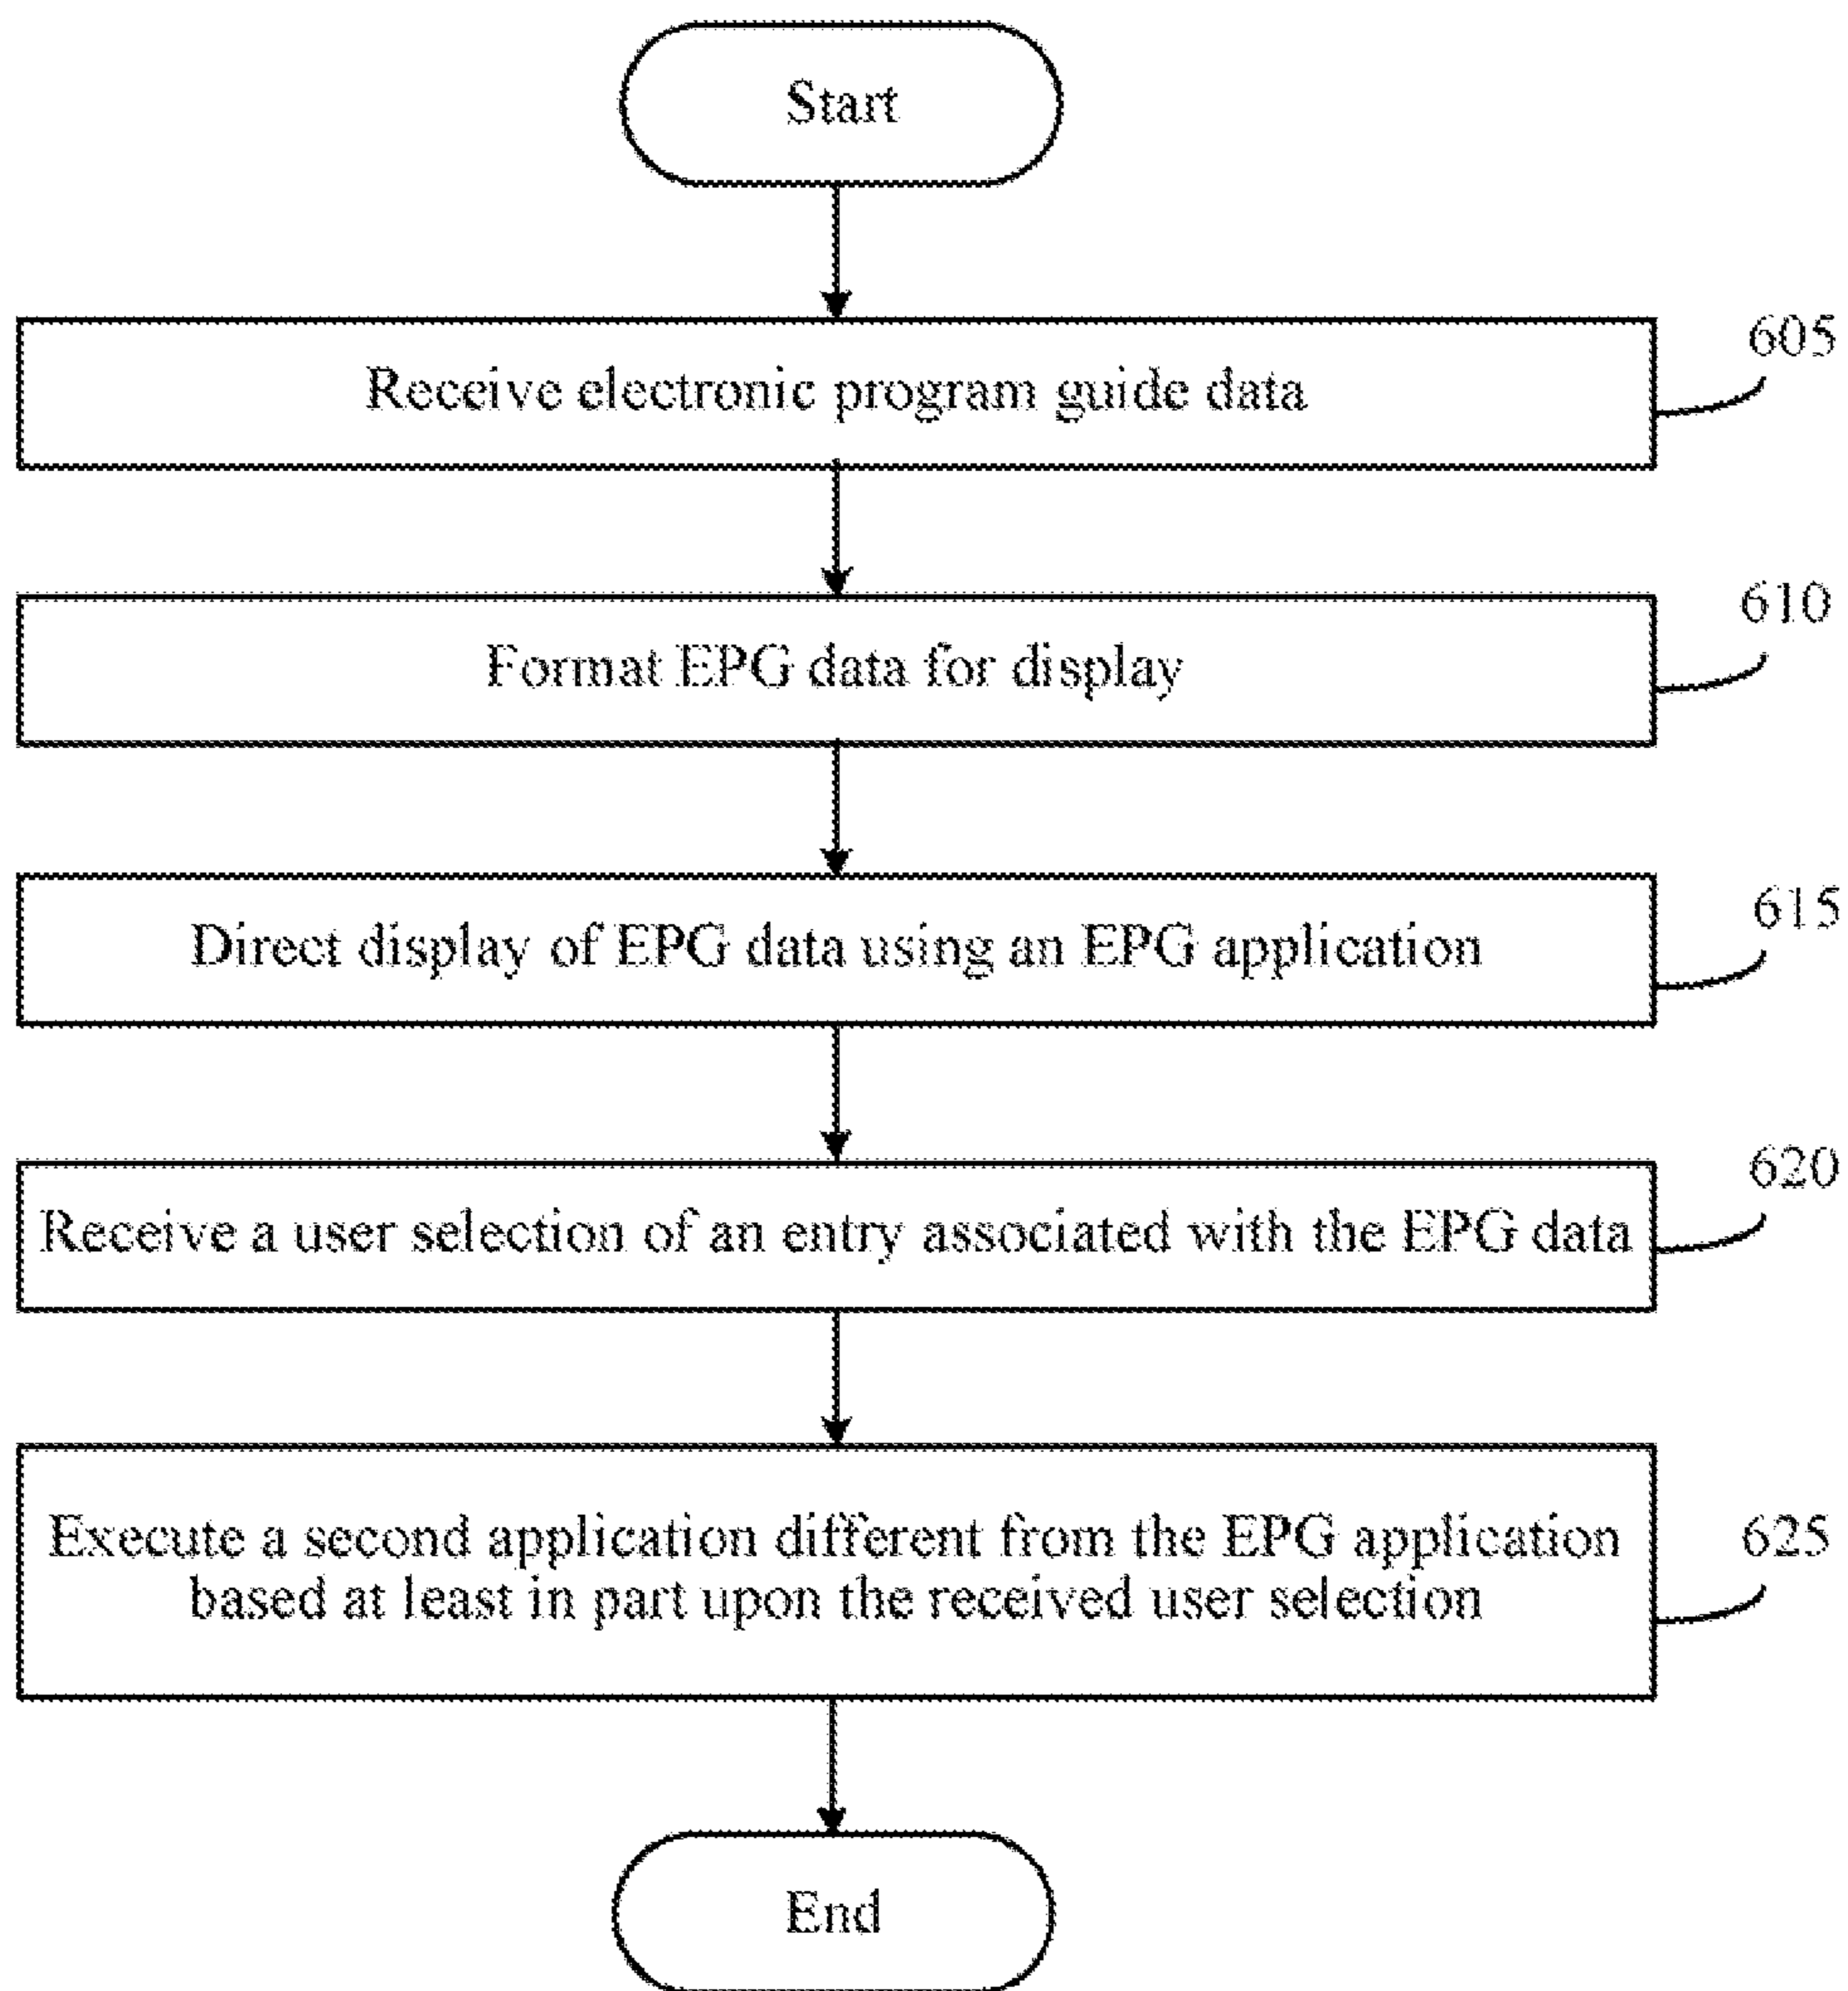 Start
605
Receive electronic program guide data
610
Format EPG data for display
615
Direct display of EPG data using an EPG application
620
Receive a user selection of an entry associated with the EPG data
Execute a second application different from the EPG application
625
based at least in part upon the received user selection
End